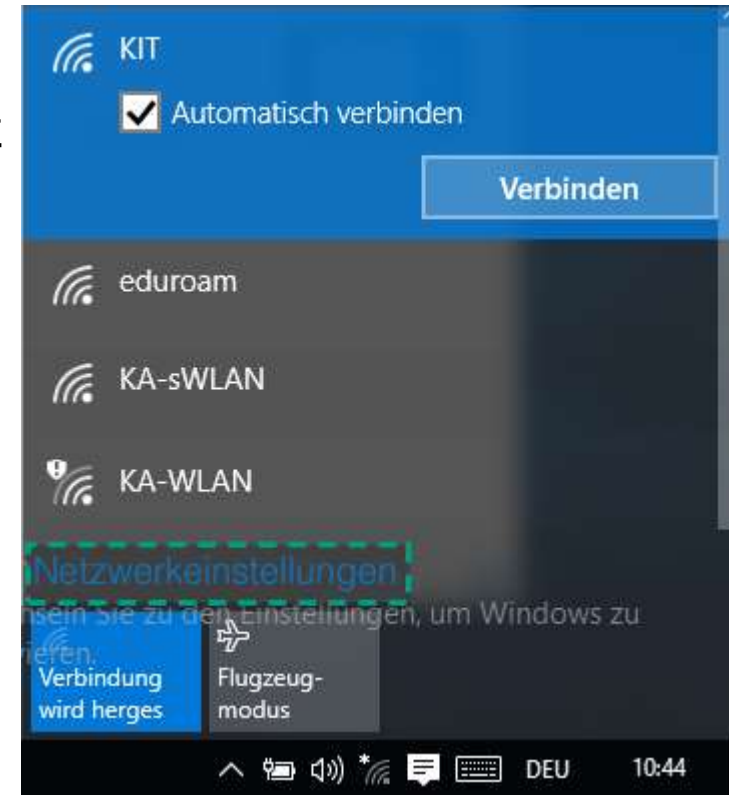 KIT
Automatisch verbinden
Verbinden
eduroam
KA-sWLAN
KA-WLAN
Netzwerkeinstellungen
Sie zu den Einstellungen, um Windows zu
Verbindung
wird herges
Flugzeug-
modus
DEU 10:44